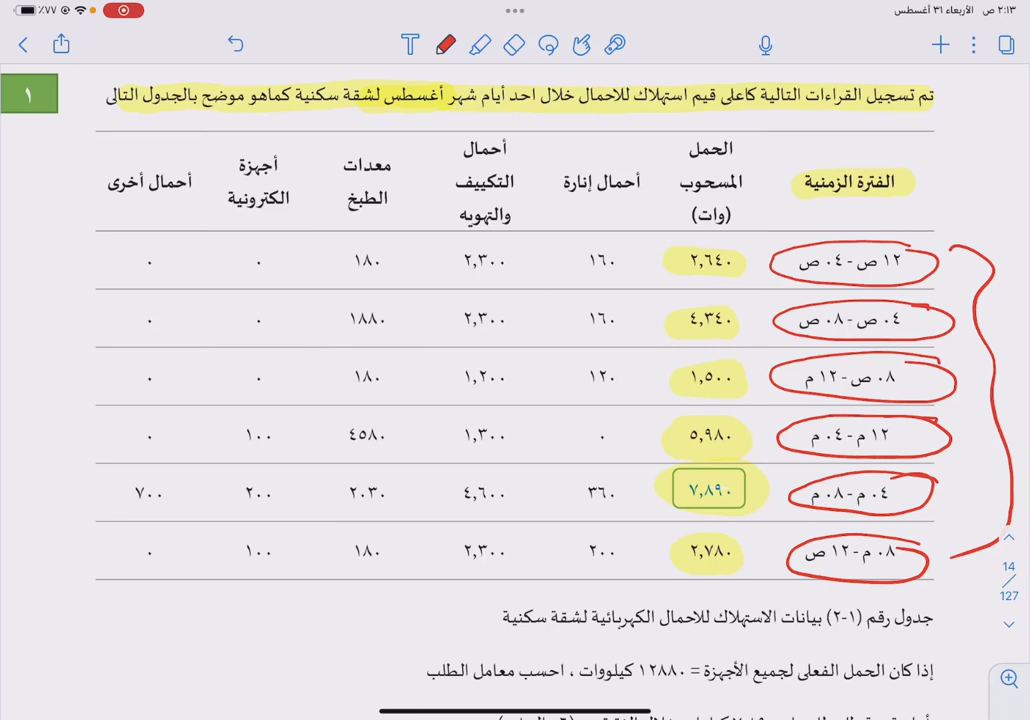 ٢:١٣ ص الأربعاء ٣١ أغسطس
٧٧٪
١
تم تسجيل القراءات التالية كاعلى قيم استهلاك للاحمال خلال احد أيام شهر أغسطس لشقة سكنية كماهو موضح بالجدول التالى
الفترة الزمنية الحمل المسحوب (وات) أحمال إنارة أحمال التكييف والتهويه معدات الطبخ أجهزة الكترونية أحمال أخرى
١٢ ص - ٠٤ ص ٢,٦٤٠ ١٦٠ ٢,٣٠٠ ١٨٠ ٠ ٠
٠٤ ص - ٠٨ ص ٤,٣٤٠ ١٦٠ ٢,٣٠٠ ١٨٨٠ ٠ ٠
٠٨ ص - ١٢ م ١,٥٠٠ ١٢٠ ١,٢٠٠ ١٨٠ ٠ ٠
١٢ م - ٠٤ م ٥,٩٨٠ ٠ ١,٣٠٠ ٤٥٨٠ ١٠٠ ٠
٠٤ م - ٠٨ م ٧,٨٩٠ ٣٦٠ ٤,٦٠٠ ٢٠٣٠ ٢٠٠ ٧٠٠
٠٨ م - ١٢ ص ٢,٧٨٠ ٢٠٠ ٢,٣٠٠ ١٨٠ ١٠٠ ٠
14
127
جدول رقم (١-٢) بيانات الاستهلاك للاحمال الكهربائية لشقة سكنية
إذا كان الحمل الفعلى لجميع الأجهزة = ١٢٨٨٠ كيلووات ، احسب معامل الطلب